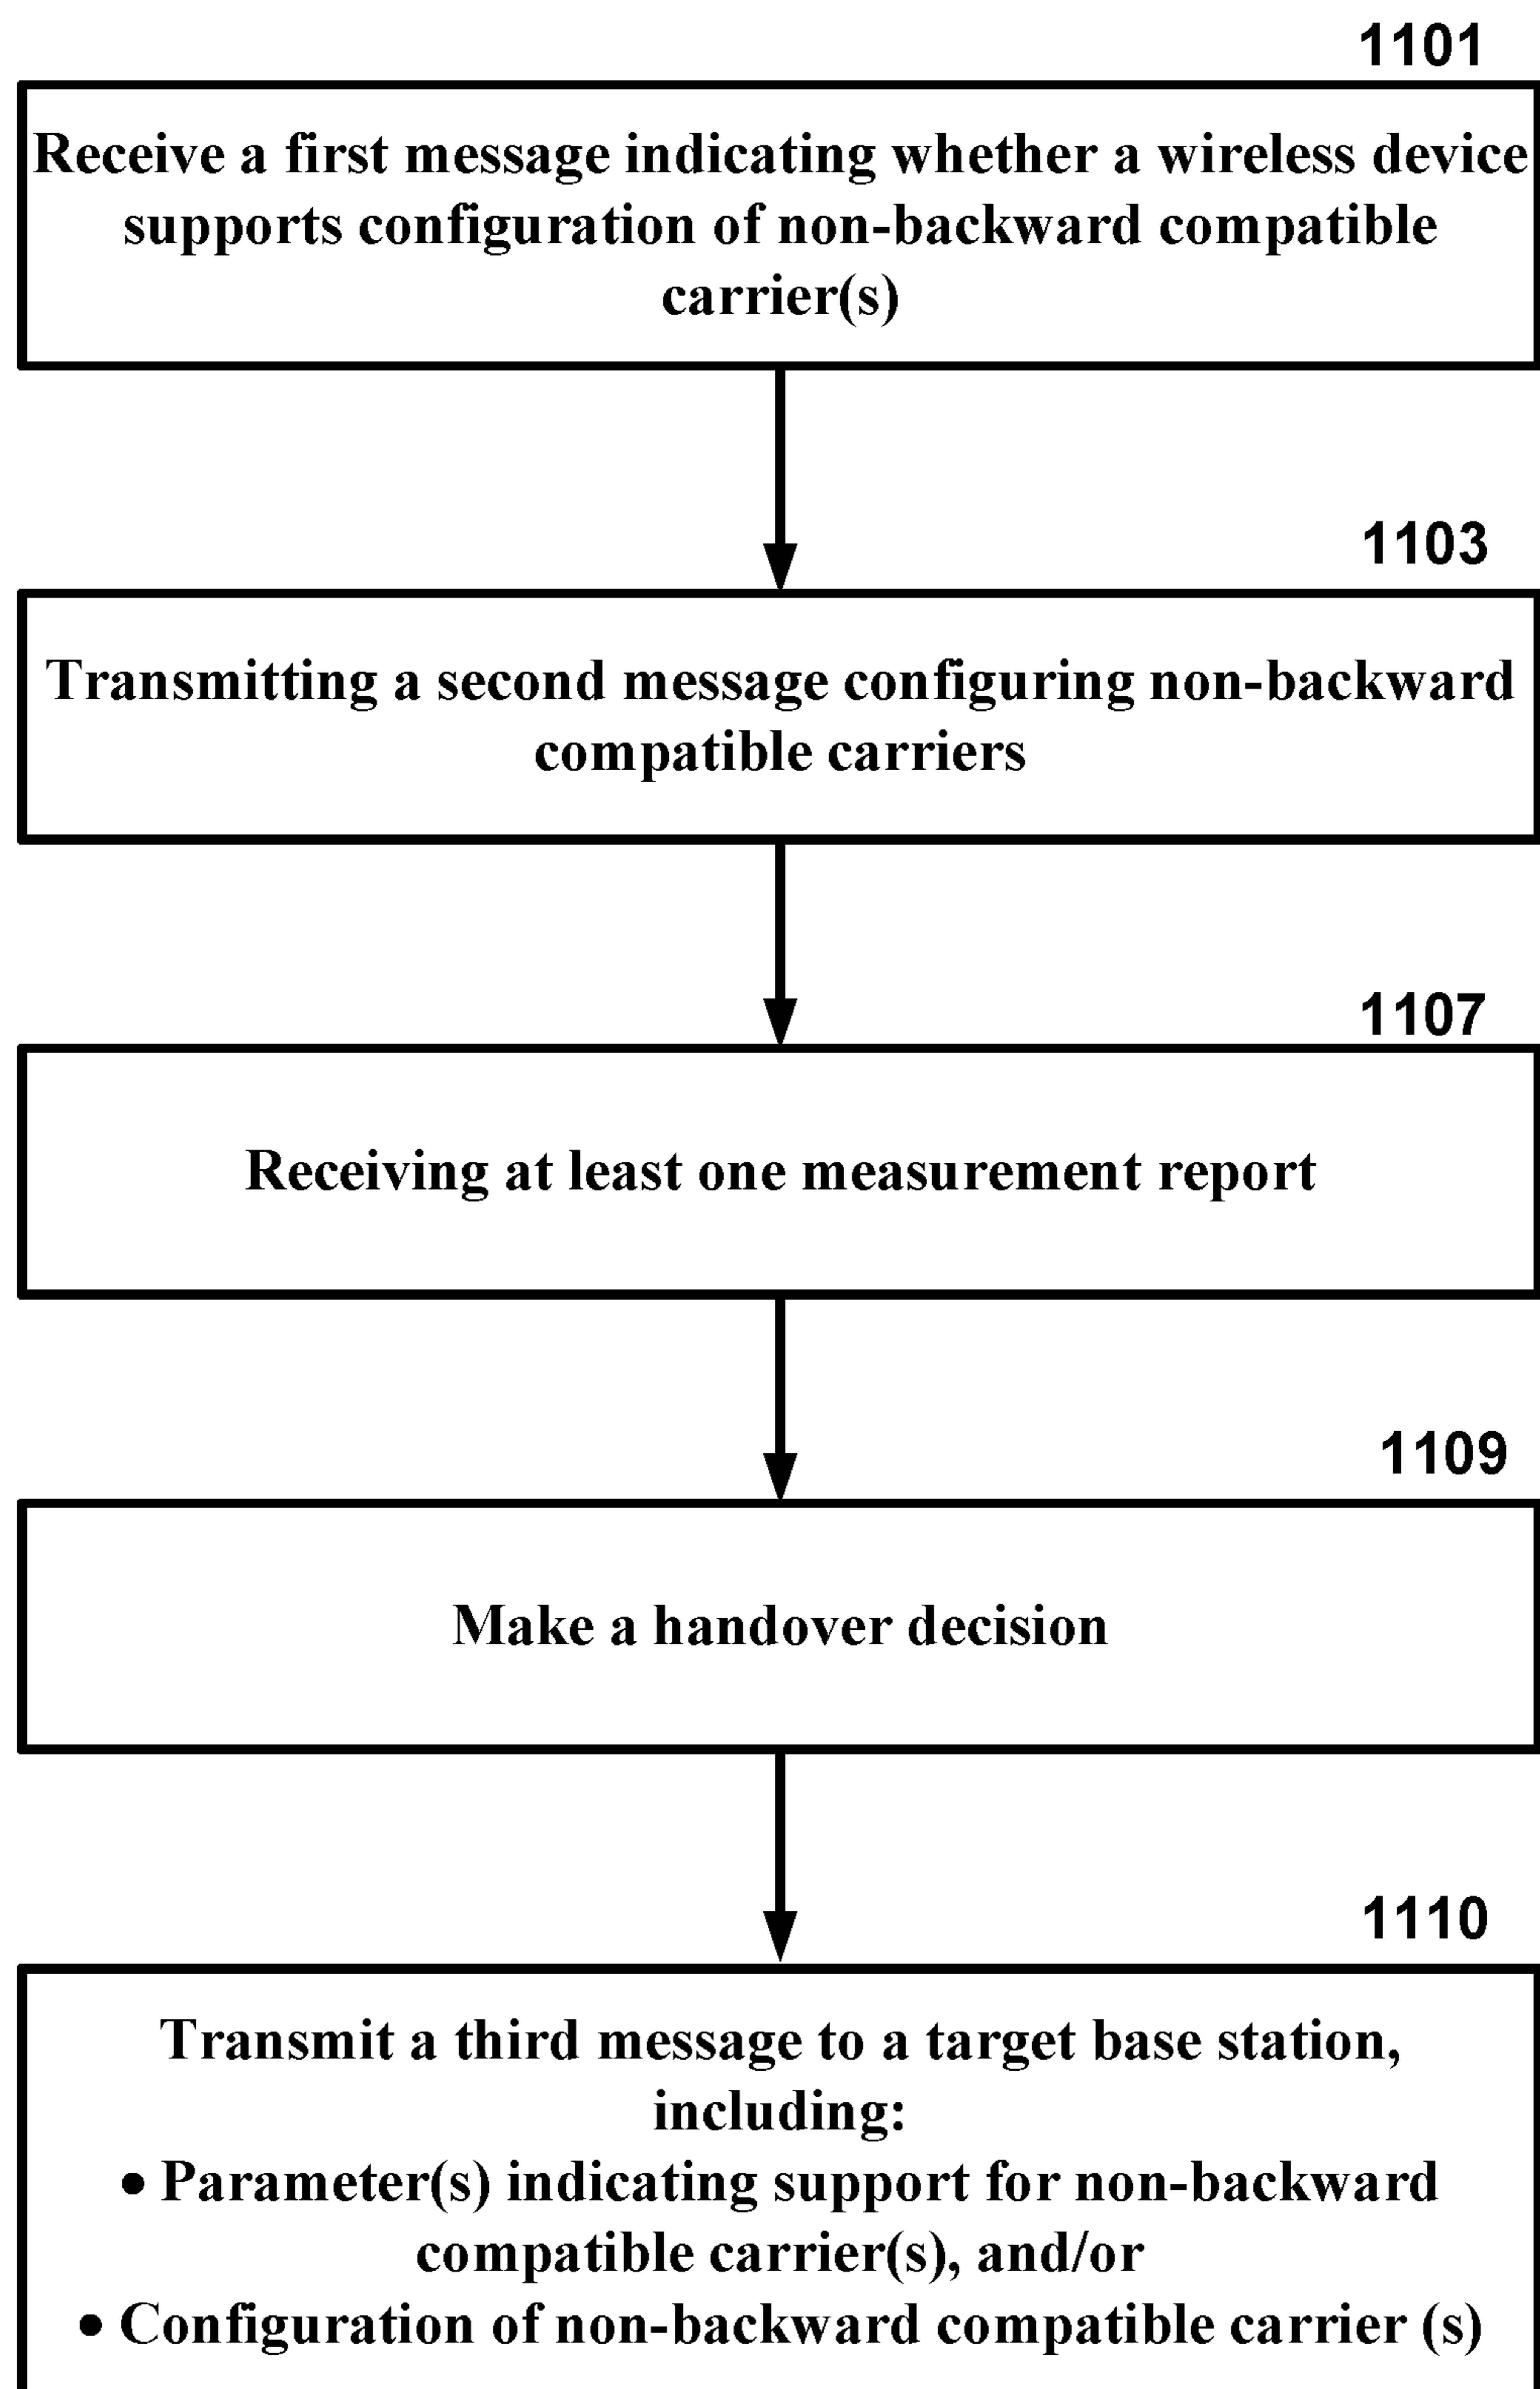 1101
Receive a first message indicating whether a wireless device
supports configuration of non-backward compatible
carrier(s)
1103
Transmitting a second message configuring non-backward
compatible carriers
1107
Receiving at least one measurement report
1109
Make a handover decision
1110
Transmit a third message to a target base station,
including:
• Parameter(s) indicating support for non-backward
compatible carrier(s), and/or
• Configuration of non-backward compatible carrier (s)